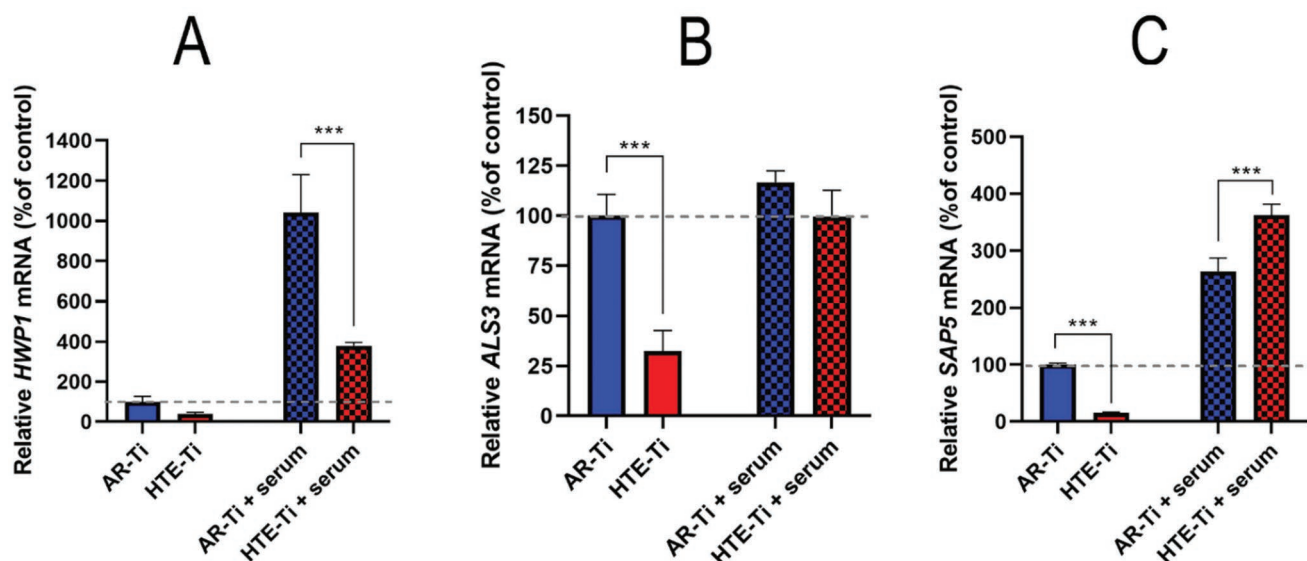 A
Relative HWP1 mRNA (%of control)
1400
1200
1000
800
600
400
200
0
***
AR-Ti
HTE-Ti
AR-Ti + serum
HTE-Ti + serum
B
Relative ALS3 mRNA (%of control)
150
125
100
75
50
25
0
***
AR-Ti
HTE-Ti
AR-Ti + serum
HTE-Ti + serum
C
Relative SAP5 mRNA (%of control)
500
400
300
200
100
0
***
***
AR-Ti
HTE-Ti
AR-Ti + serum
HTE-Ti + serum